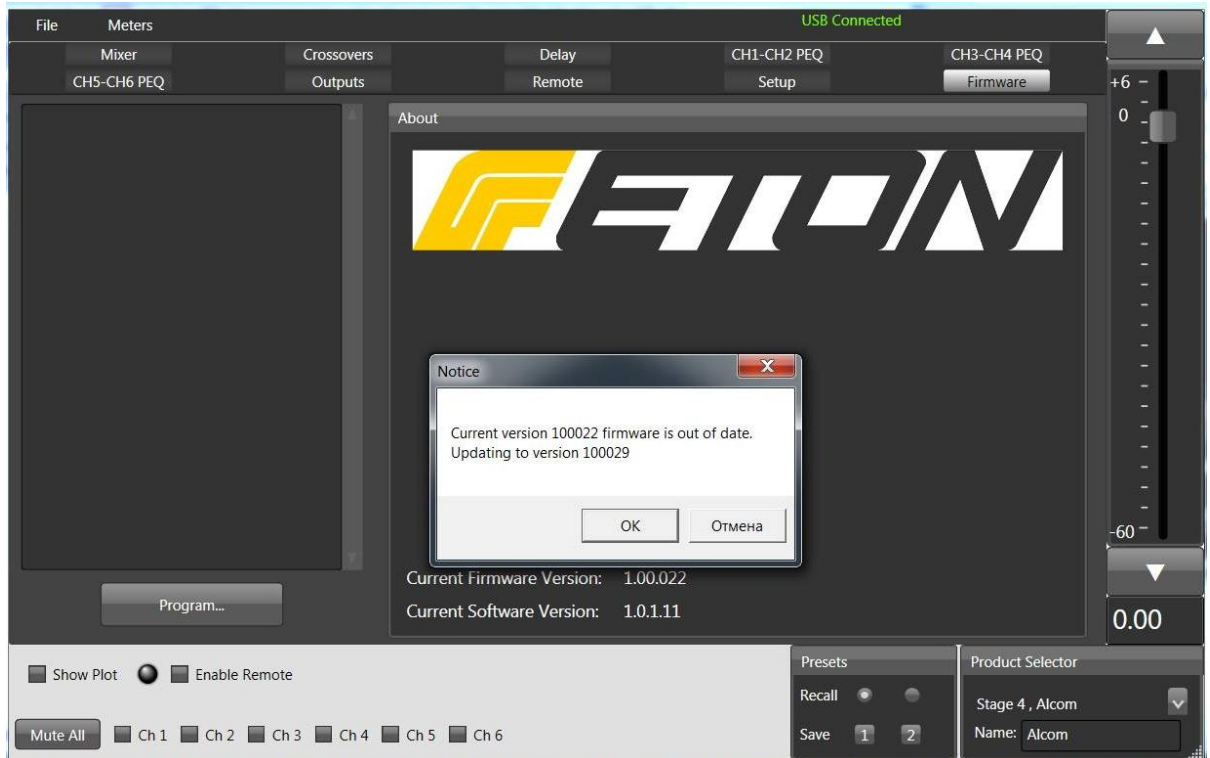 File Meters USB Connected
Mixer Crossovers Delay CH1-CH2 PEQ CH3-CH4 PEQ
CH5-CH6 PEQ Outputs Remote Setup Firmware
About
+6
0
-60
0.00
Notice
Current version 100022 firmware is out of date.
Updating to version 100029
OK Отмена
Current Firmware Version: 1.00.022
Current Software Version: 1.0.1.11
Program...
Show Plot Enable Remote
Mute All Ch 1 Ch 2 Ch 3 Ch 4 Ch 5 Ch 6
Presets
Recall
Save 1 2
Product Selector
Stage 4 , Alcom
Name: Alcom